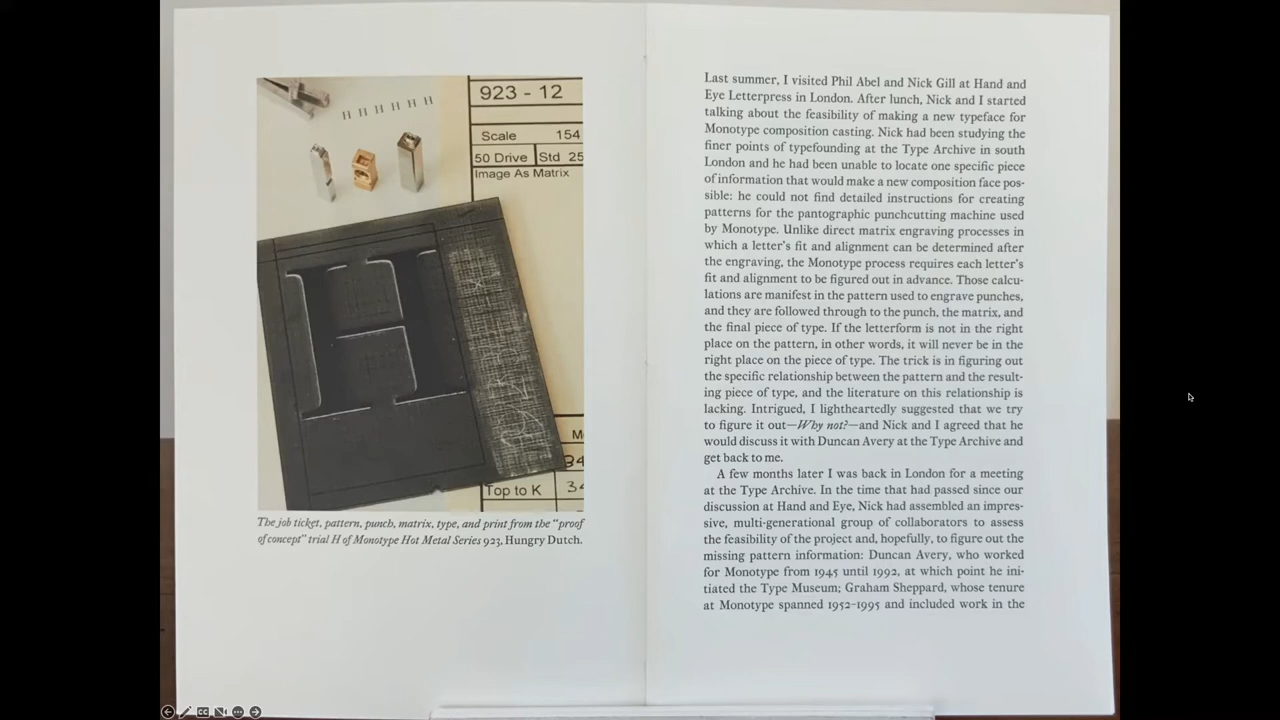 H H H H H H
923 - 12
Scale 154
50 Drive Std 25
Image As Matrix
Top to K 3
The job ticket, pattern, punch, matrix, type, and print from the “proof
of concept” trial H of Monotype Hot Metal Series 923, Hungry Dutch.
Last summer, I visited Phil Abel and Nick Gill at Hand and
Eye Letterpress in London. After lunch, Nick and I started
talking about the feasibility of making a new typeface for
Monotype composition casting. Nick had been studying the
finer points of typefounding at the Type Archive in south
London and he had been unable to locate one specific piece
of information that would make a new composition face pos-
sible: he could not find detailed instructions for creating
patterns for the pantographic punchcutting machine used
by Monotype. Unlike direct matrix engraving processes in
which a letter’s fit and alignment can be determined after
the engraving, the Monotype process requires each letter’s
fit and alignment to be figured out in advance. Those calcu-
lations are manifest in the pattern used to engrave punches,
and they are followed through to the punch, the matrix, and
the final piece of type. If the letterform is not in the right
place on the pattern, in other words, it will never be in the
right place on the piece of type. The trick is in figuring out
the specific relationship between the pattern and the result-
ing piece of type, and the literature on this relationship is
lacking. Intrigued, I lightheartedly suggested that we try
to figure it out—Why not?—and Nick and I agreed that he
would discuss it with Duncan Avery at the Type Archive and
get back to me.
A few months later I was back in London for a meeting
at the Type Archive. In the time that had passed since our
discussion at Hand and Eye, Nick had assembled an impres-
sive, multi-generational group of collaborators to assess
the feasibility of the project and, hopefully, to figure out the
missing pattern information: Duncan Avery, who worked
for Monotype from 1945 until 1992, at which point he ini-
tiated the Type Museum; Graham Sheppard, whose tenure
at Monotype spanned 1952–1995 and included work in the